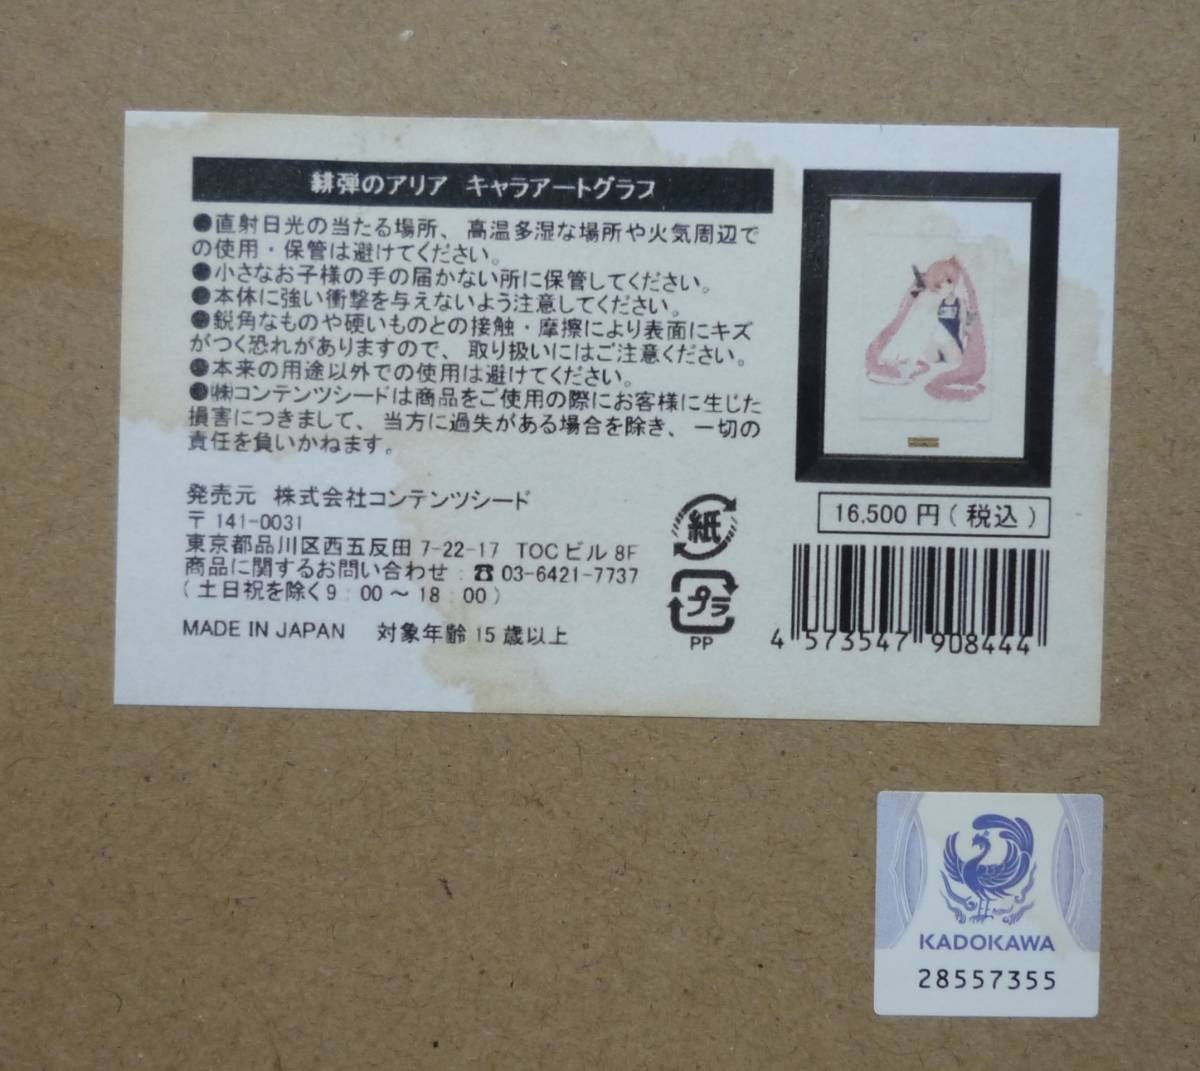 緋弾のアリア キャラアートグラフ
●直射日光の当たる場所、高温多湿な場所や火気周辺で
の使用・保管は避けてください。
●小さなお子様の手の届かない所に保管してください。
●本体に強い衝撃を与えないよう注意してください。
●鋭角なものや硬いものとの接触・摩擦により表面にキズ
がつく恐れがありますので、取り扱いにはご注意ください。
●本来の用途以外での使用は避けてください。
●㈱コンテンツシードは商品をご使用の際にお客様に生じた
損害につきまして、当方に過失がある場合を除き、一切の
責任を負いかねます。
発売元 株式会社コンテンツシード
〒141-0031
東京都品川区西五反田 7-22-17 TOCビル 8F
商品に関するお問い合わせ:☎03-6421-7737
(土日祝を除く9:00～18:00)
MADE IN JAPAN 対象年齢15歳以上
紙
プラ
PP
16,500円(税込)
4 573547 908444
KADOKAWA
28557355